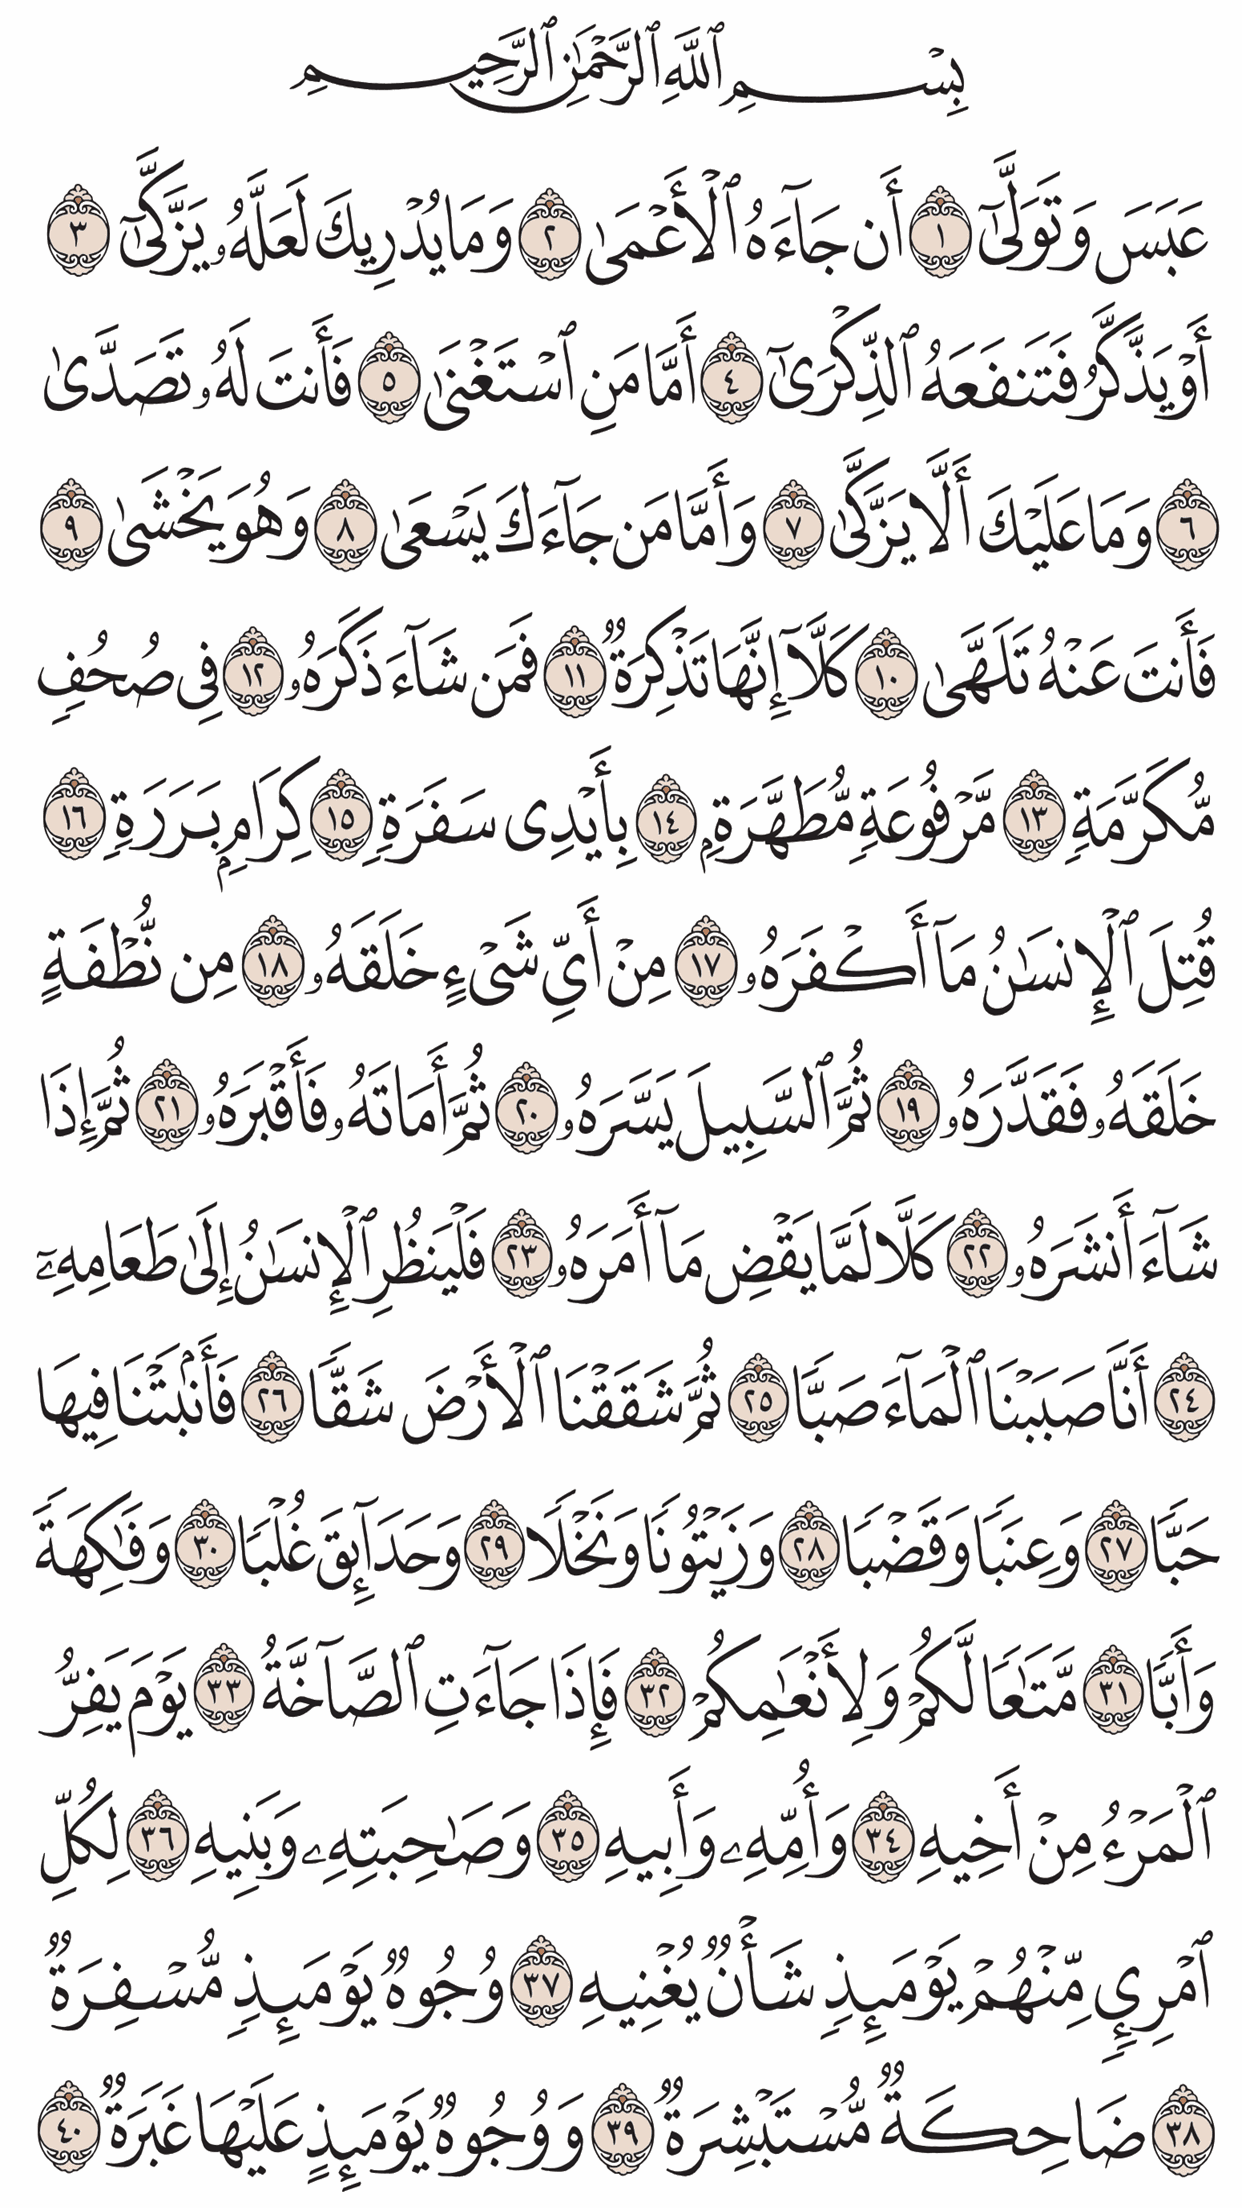 بِسْمِ ٱللَّهِ ٱلرَّحْمَٰنِ ٱلرَّحِيمِ
عَبَسَ وَتَوَلَّىٰٓ ١ أَن جَآءَهُ ٱلْأَعْمَىٰ ٢ وَمَا يُدْرِيكَ لَعَلَّهُۥ يَزَّكَّىٰٓ ٣
أَوْ يَذَّكَّرُ فَتَنفَعَهُ ٱلذِّكْرَىٰٓ ٤ أَمَّا مَنِ ٱسْتَغْنَىٰ ٥ فَأَنتَ لَهُۥ تَصَدَّىٰ
٦ وَمَا عَلَيْكَ أَلَّا يَزَّكَّىٰ ٧ وَأَمَّا مَن جَآءَكَ يَسْعَىٰ ٨ وَهُوَ يَخْشَىٰ ٩
فَأَنتَ عَنْهُ تَلَهَّىٰ ١٠ كَلَّآ إِنَّهَا تَذْكِرَةٌ ١١ فَمَن شَآءَ ذَكَرَهُۥ ١٢ فِى صُحُفٍ
مُّكَرَّمَةٍ ١٣ مَّرْفُوعَةٍ مُّطَهَّرَةٍۭ ١٤ بِأَيْدِى سَفَرَةٍ ١٥ كِرَامٍۭ بَرَرَةٍ ١٦
قُتِلَ ٱلْإِنسَٰنُ مَآ أَكْفَرَهُۥ ١٧ مِنْ أَىِّ شَىْءٍ خَلَقَهُۥ ١٨ مِن نُّطْفَةٍ
خَلَقَهُۥ فَقَدَّرَهُۥ ١٩ ثُمَّ ٱلسَّبِيلَ يَسَّرَهُۥ ٢٠ ثُمَّ أَمَاتَهُۥ فَأَقْبَرَهُۥ ٢١ ثُمَّ إِذَا
شَآءَ أَنشَرَهُۥ ٢٢ كَلَّا لَمَّا يَقْضِ مَآ أَمَرَهُۥ ٢٣ فَلْيَنظُرِ ٱلْإِنسَٰنُ إِلَىٰ طَعَامِهِۦٓ
٢٤ أَنَّا صَبَبْنَا ٱلْمَآءَ صَبًّا ٢٥ ثُمَّ شَقَقْنَا ٱلْأَرْضَ شَقًّا ٢٦ فَأَنۢبَتْنَا فِيهَا
حَبًّا ٢٧ وَعِنَبًا وَقَضْبًا ٢٨ وَزَيْتُونًا وَنَخْلًا ٢٩ وَحَدَآئِقَ غُلْبًا ٣٠ وَفَٰكِهَةً
وَأَبًّا ٣١ مَّتَٰعًا لَّكُمْ وَلِأَنْعَٰمِكُمْ ٣٢ فَإِذَا جَآءَتِ ٱلصَّآخَّةُ ٣٣ يَوْمَ يَفِرُّ
ٱلْمَرْءُ مِنْ أَخِيهِ ٣٤ وَأُمِّهِۦ وَأَبِيهِ ٣٥ وَصَٰحِبَتِهِۦ وَبَنِيهِ ٣٦ لِكُلِّ
ٱمْرِئٍ مِّنْهُمْ يَوْمَئِذٍ شَأْنٌ يُغْنِيهِ ٣٧ وُجُوهٌ يَوْمَئِذٍ مُّسْفِرَةٌ
٣٨ ضَاحِكَةٌ مُّسْتَبْشِرَةٌ ٣٩ وَوُجُوهٌ يَوْمَئِذٍ عَلَيْهَا غَبَرَةٌ ٤٠